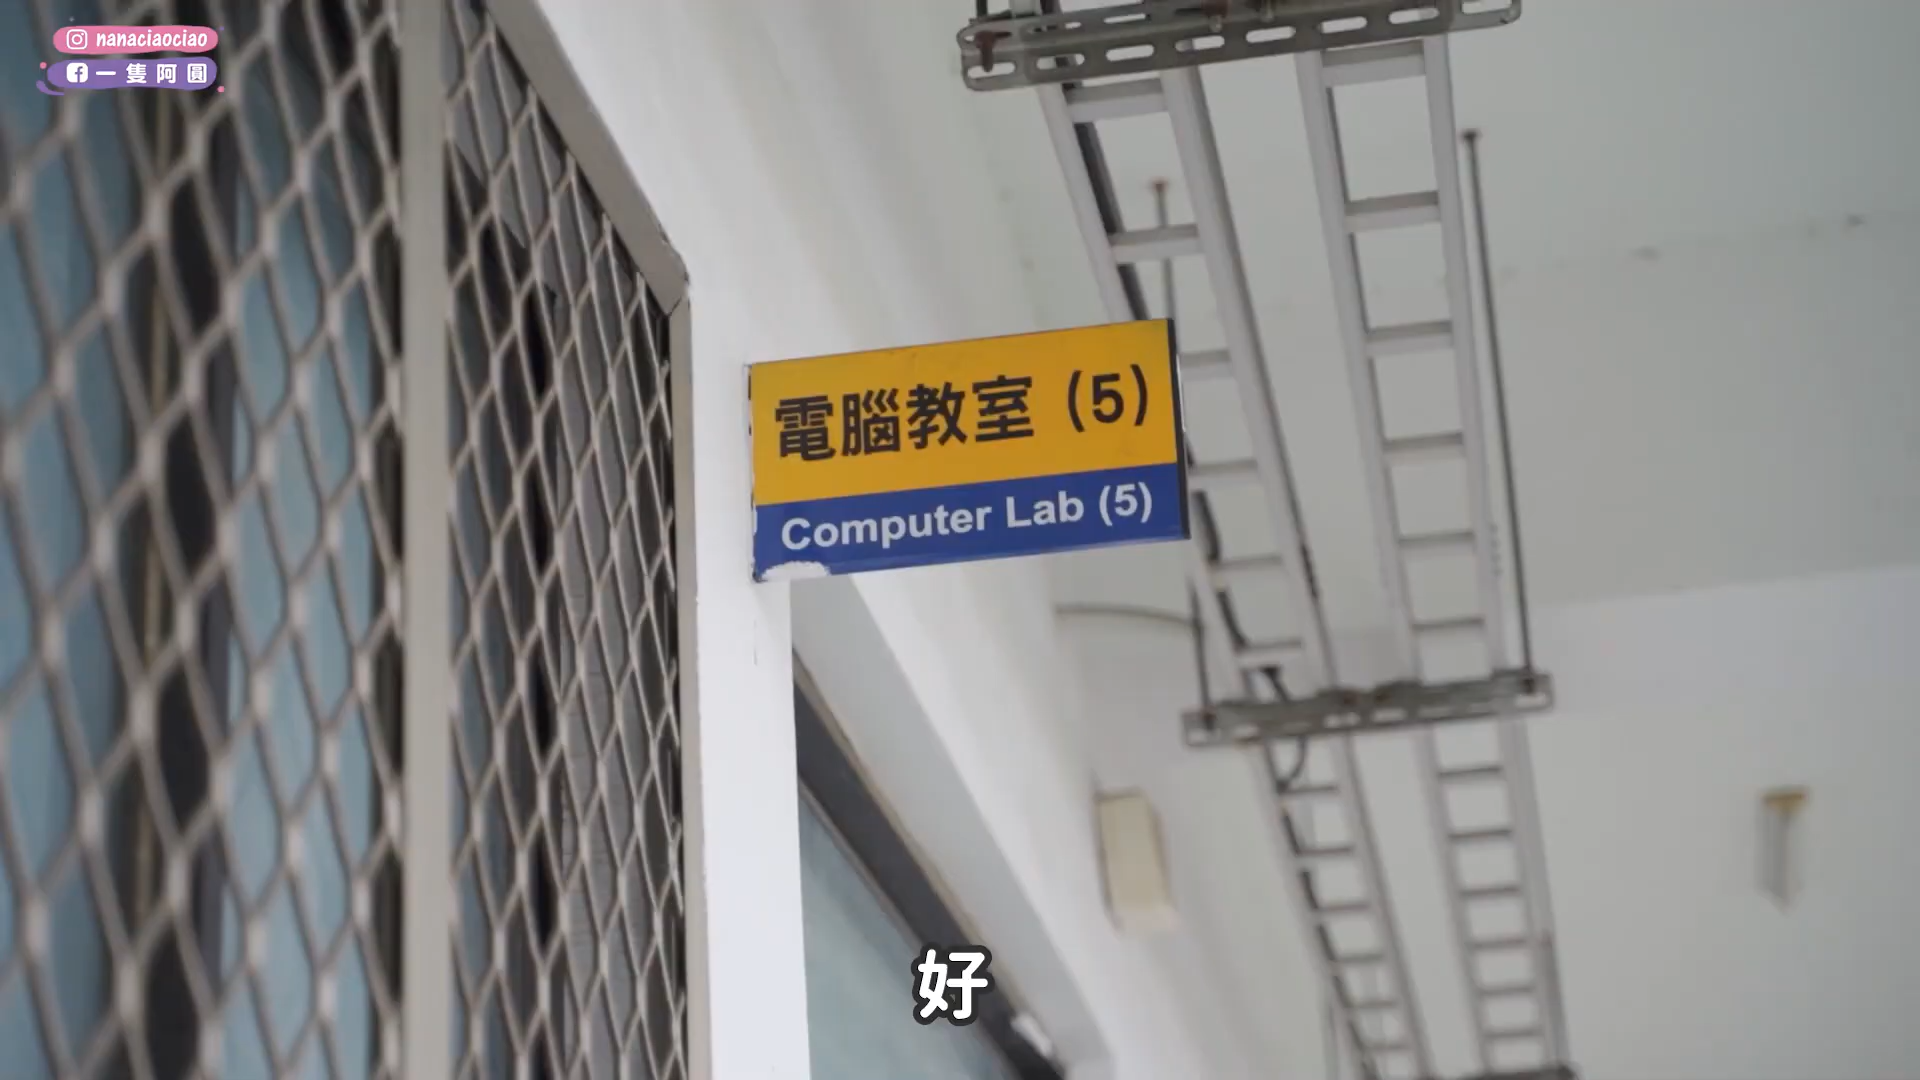 nanaciaociao
一隻阿圓
電腦教室 (5)
Computer Lab (5)
好